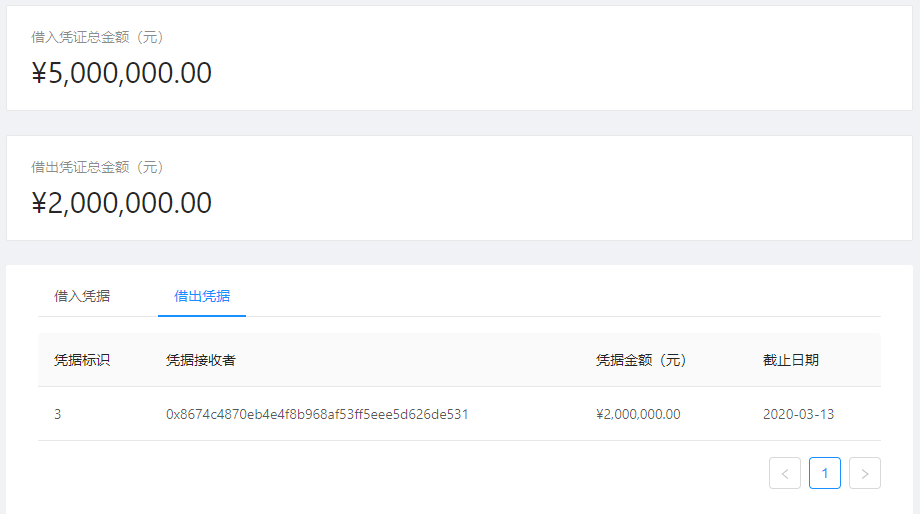 借入凭证总金额（元）
¥5,000,000.00
借出凭证总金额（元）
¥2,000,000.00
借入凭据 借出凭据
凭据标识 凭据接收者 凭据金额（元） 截止日期
3 0x8674c4870eb4e4f8b968af53ff5eee5d626de531 ¥2,000,000.00 2020-03-13
< 1 >